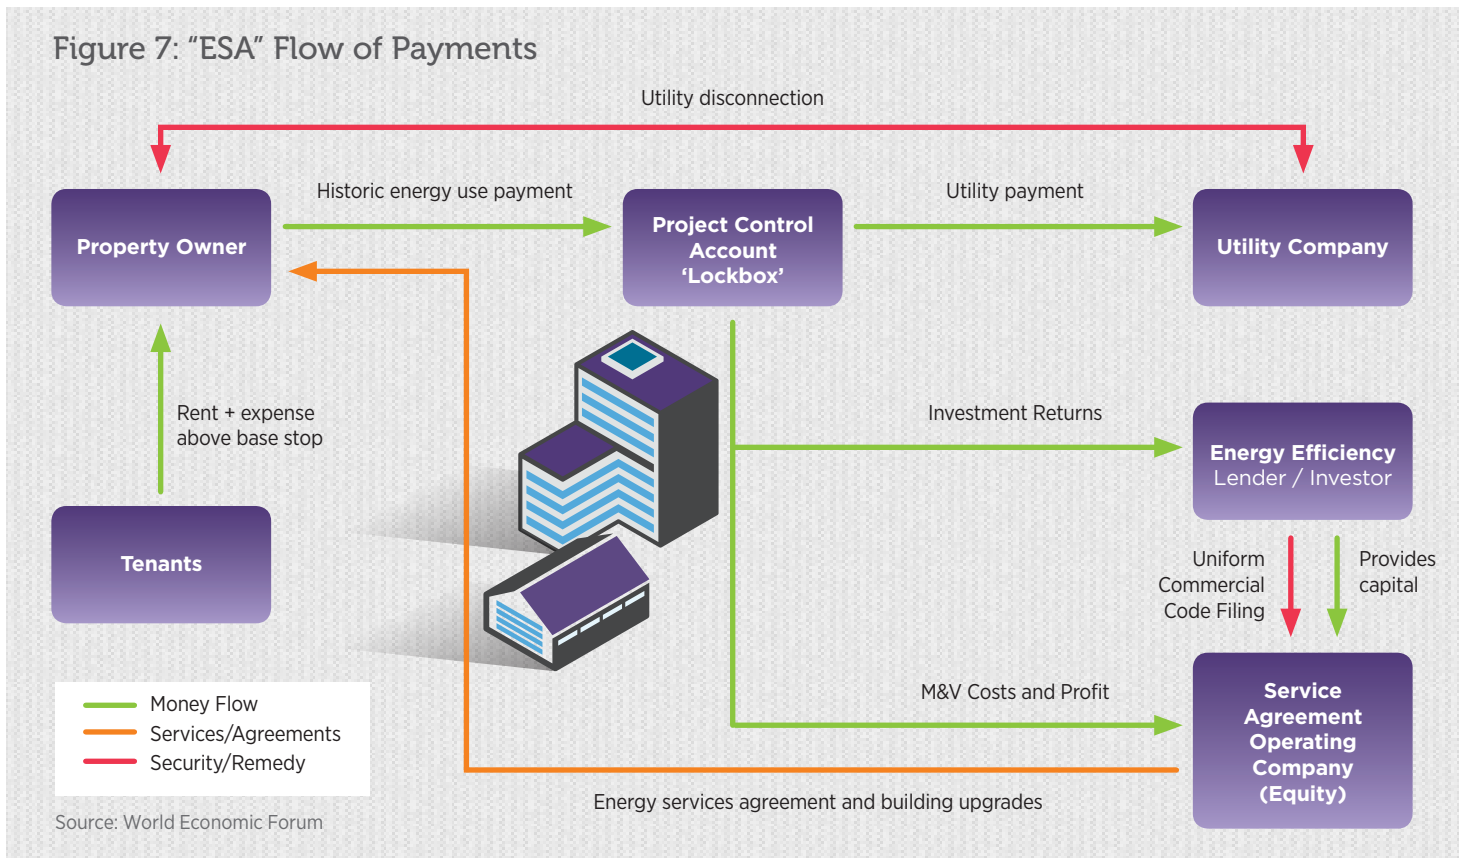 Figure 7: “ESA” Flow of Payments
Utility disconnection
Historic energy use payment
Utility payment
Property Owner
Project Control
Account
‘Lockbox’
Utility Company
Rent + expense
above base stop
Investment Returns
Energy Efficiency
Lender / Investor
Tenants
Uniform
Commercial
Code Filing
Provides
capital
M&V Costs and Profit
Service
Agreement
Operating
Company
(Equity)
Money Flow
Services/Agreements
Security/Remedy
Energy services agreement and building upgrades
Source: World Economic Forum